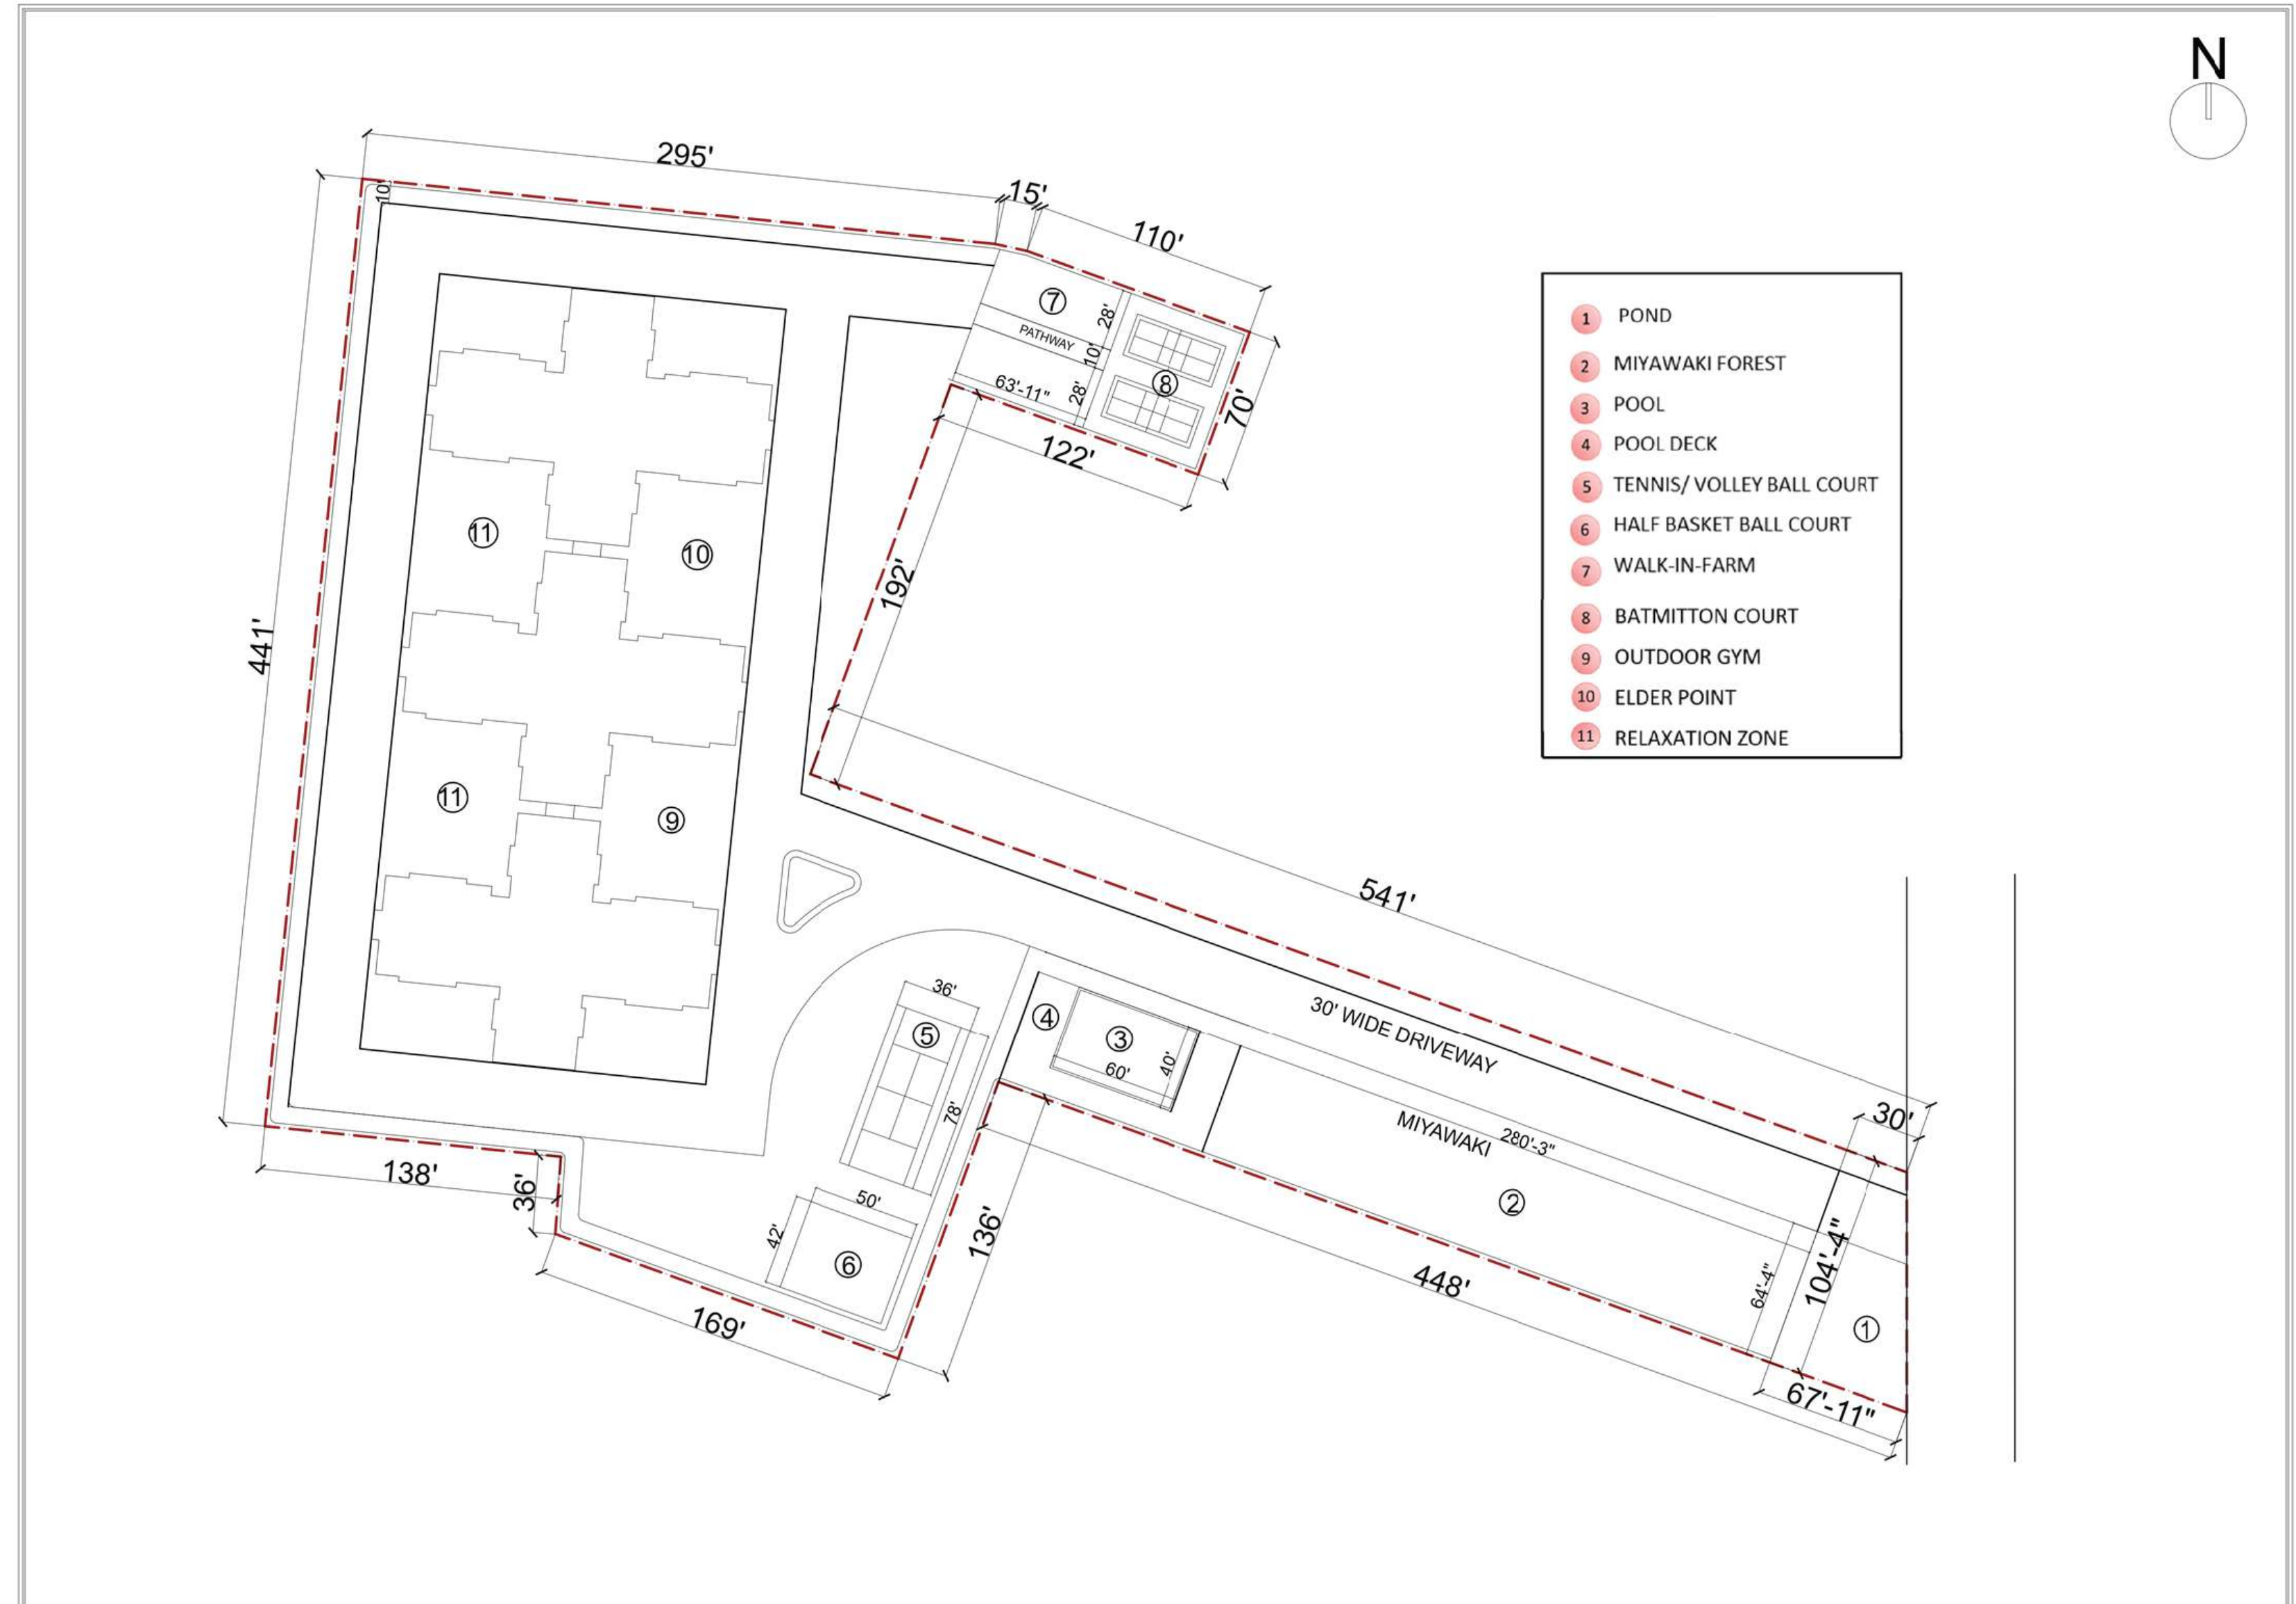 N
295'
15'
110'
10'
7
28'
PATHWAY
10'
8
63'-11"
28'
70'
122'
1 POND
2 MIYAWAKI FOREST
3 POOL
4 POOL DECK
5 TENNIS/ VOLLEY BALL COURT
6 HALF BASKET BALL COURT
7 WALK-IN-FARM
8 BATMITTON COURT
9 OUTDOOR GYM
10 ELDER POINT
11 RELAXATION ZONE
11
10
192'
441'
11
9
541'
36'
5
4
3
60'
40'
78'
30' WIDE DRIVEWAY
MIYAWAKI
280'-3"
2
30'
104'-4"
64'-4"
1
67'-11"
138'
36'
50'
42'
6
136'
169'
448'